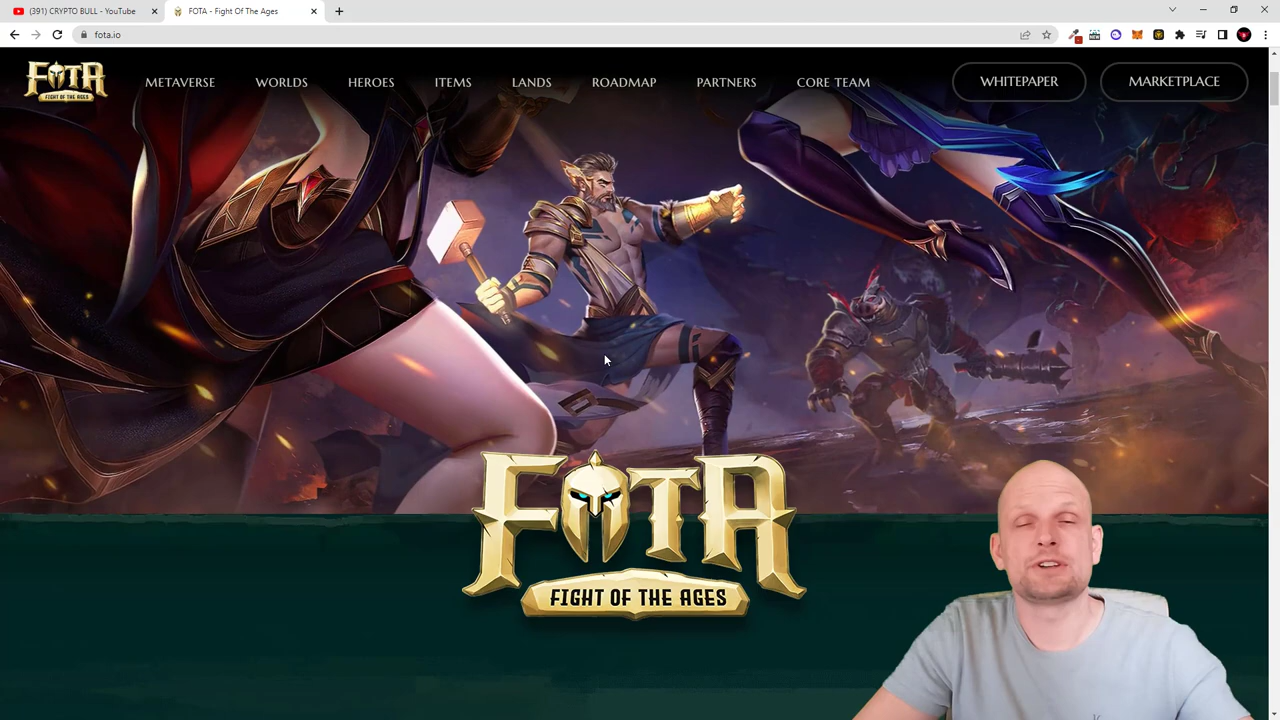 (391) CRYPTO BULL - YouTube
FOTA - Fight Of The Ages
fota.io
FOTA
FIGHT OF THE AGES
METAVERSE
WORLDS
HEROES
ITEMS
LANDS
ROADMAP
PARTNERS
CORE TEAM
WHITEPAPER
MARKETPLACE
FOTA
FIGHT OF THE AGES